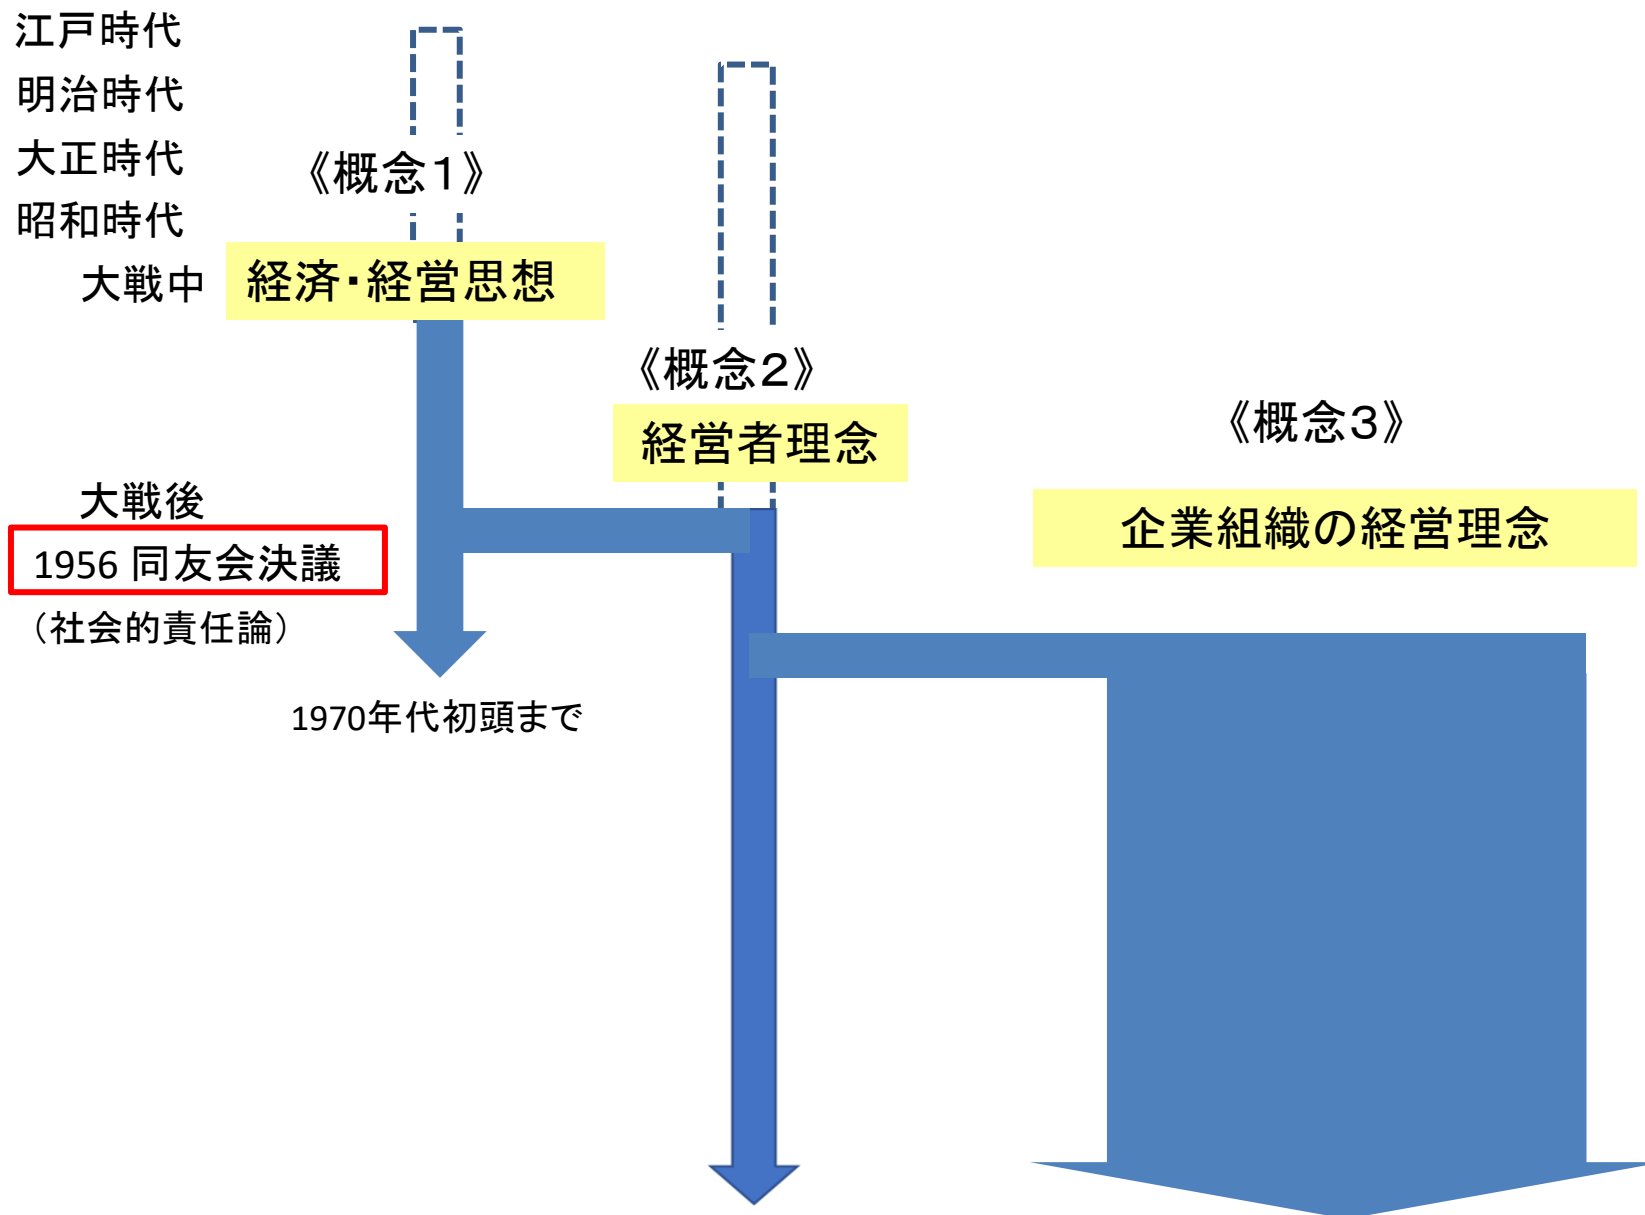 江戸時代
明治時代
大正時代
昭和時代
《概念１》
大戦中
経済・経営思想
《概念２》
経営者理念
《概念３》
企業組織の経営理念
大戦後
1956 同友会決議
（社会的責任論）
1970年代初頭まで